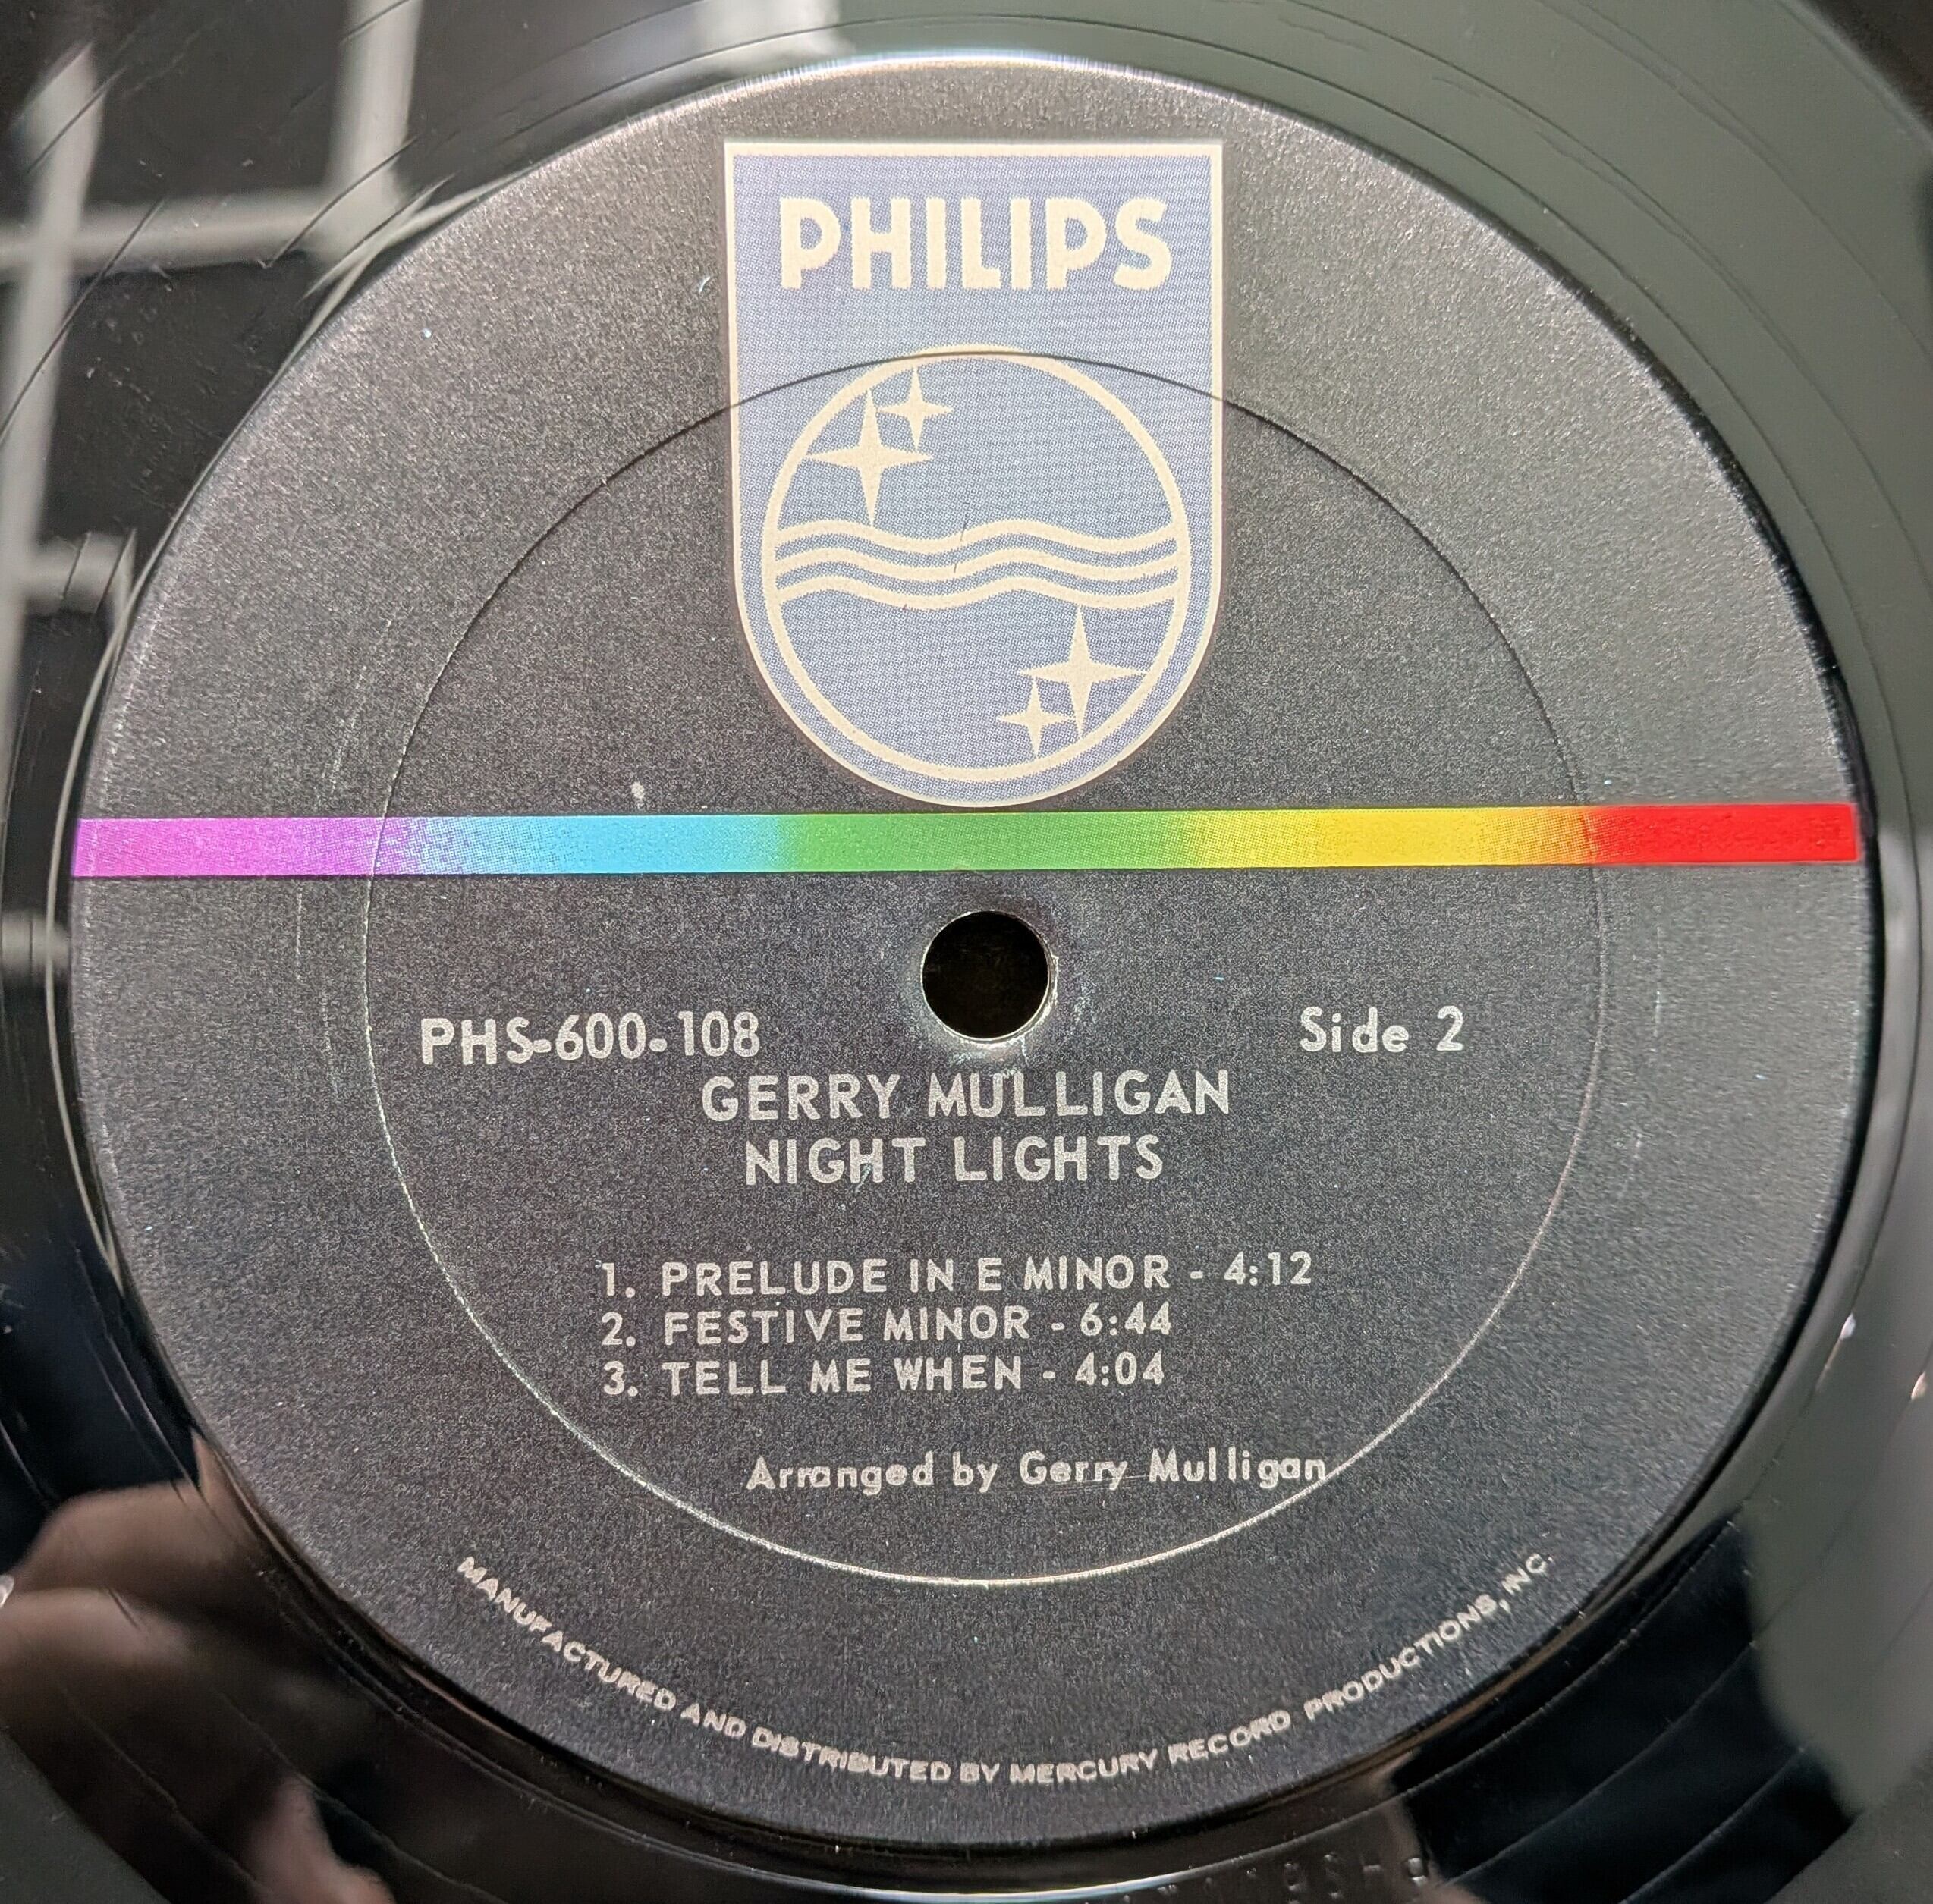 PHILIPS
PHS-600-108
Side 2
GERRY MULLIGAN
NIGHT LIGHTS
1. PRELUDE IN E MINOR - 4:12
2. FESTIVE MINOR - 6:44
3. TELL ME WHEN - 4:04
Arranged by Gerry Mulligan
MANUFACTURED AND DISTRIBUTED BY MERCURY RECORD PRODUCTIONS, INC.